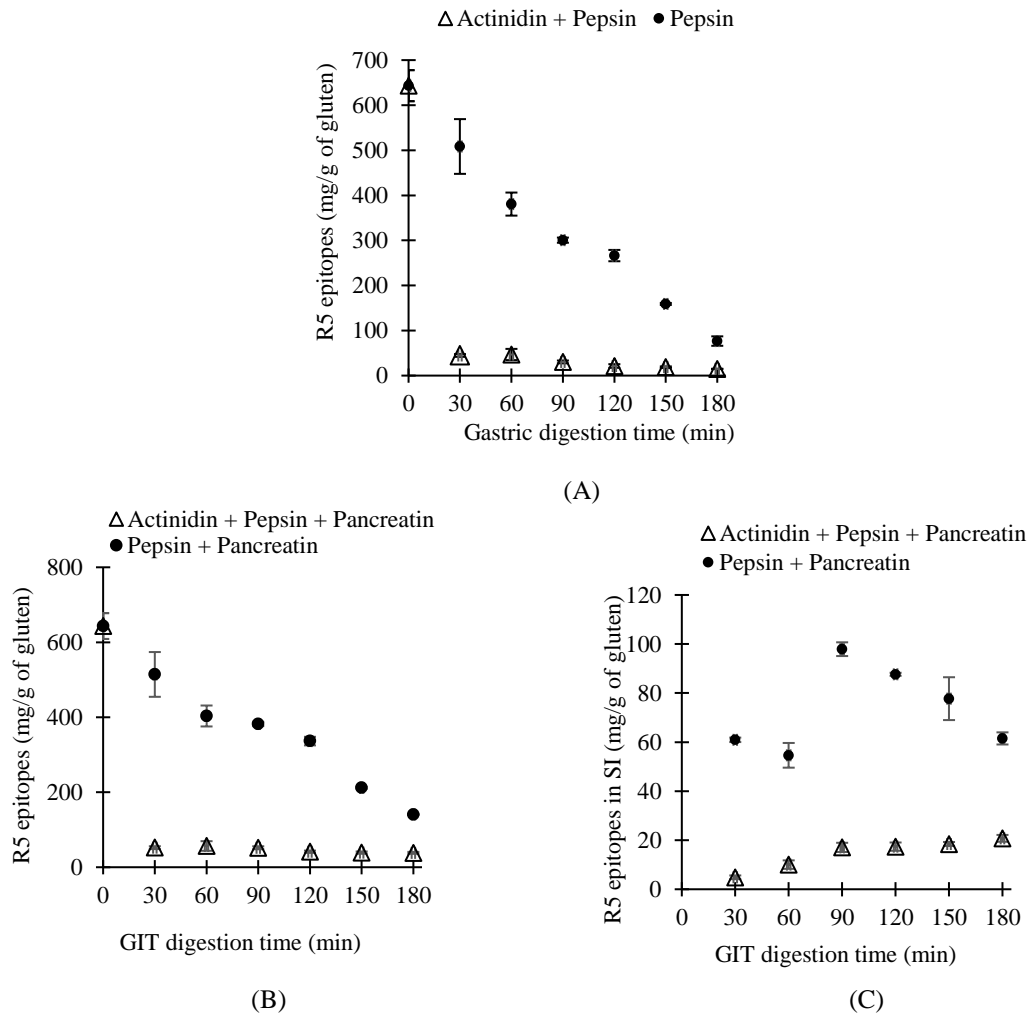 Actinidin + Pepsin Pepsin
R5 epitopes (mg/g of gluten)
700
600
500
400
300
200
100
0
0 30 60 90 120 150 180
Gastric digestion time (min)
(A)
Actinidin + Pepsin + Pancreatin
Pepsin + Pancreatin
R5 epitopes (mg/g of gluten)
800
600
400
200
0
0 30 60 90 120 150 180
GIT digestion time (min)
(B)
Actinidin + Pepsin + Pancreatin
Pepsin + Pancreatin
R5 epitopes in SI (mg/g of gluten)
120
100
80
60
40
20
0
0 30 60 90 120 150 180
GIT digestion time (min)
(C)